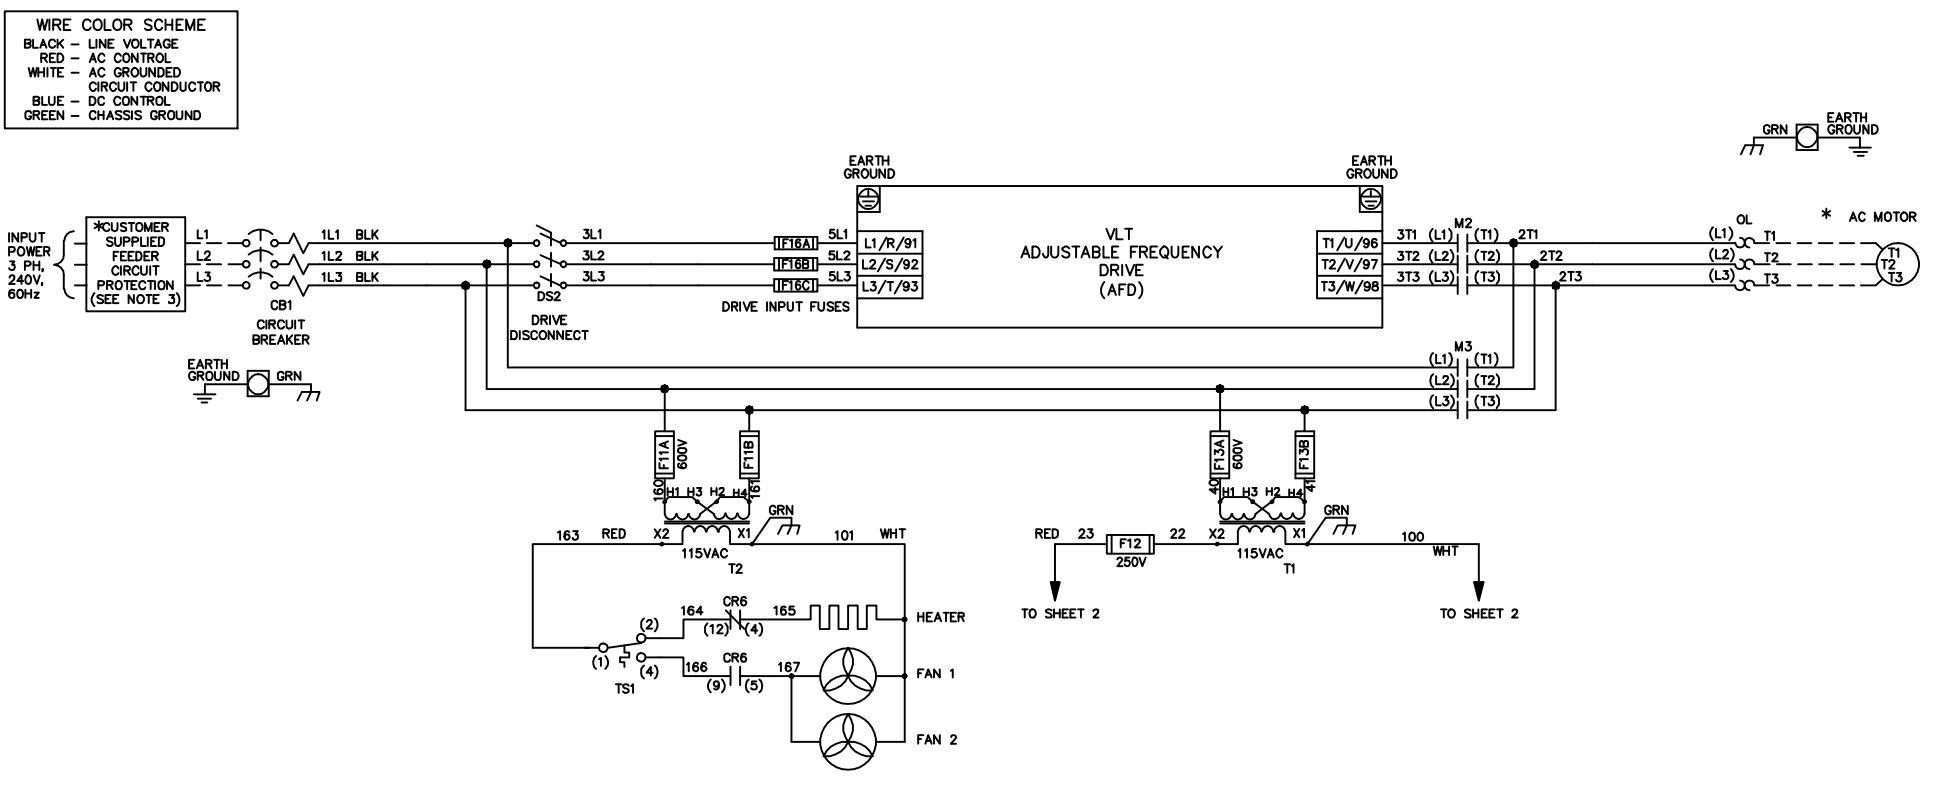 WIRE COLOR SCHEME
BLACK - LINE VOLTAGE
RED - AC CONTROL
WHITE - AC GROUNDED
CIRCUIT CONDUCTOR
BLUE - DC CONTROL
GREEN - CHASSIS GROUND
INPUT
POWER
3 PH,
240V,
60Hz
*CUSTOMER
SUPPLIED
FEEDER
CIRCUIT
PROTECTION
(SEE NOTE 3)
L1
L2
L3
CB1
CIRCUIT
BREAKER
1L1 BLK
1L2 BLK
1L3 BLK
EARTH
GROUND
GRN
DS2
DRIVE
DISCONNECT
3L1
3L2
3L3
F16A
F16B
F16C
DRIVE INPUT FUSES
5L1
5L2
5L3
EARTH
GROUND
L1/R/91
L2/S/92
L3/T/93
VLT
ADJUSTABLE FREQUENCY
DRIVE
(AFD)
EARTH
GROUND
T1/U/96
T2/V/97
T3/W/98
3T1 (L1)
3T2 (L2)
3T3 (L3)
M2
(T1) 2T1
(T2) 2T2
(T3) 2T3
M3
(L1) (T1)
(L2) (T2)
(L3) (T3)
GRN
EARTH
GROUND
* AC MOTOR
OL
(L1) T1
(L2) T2
(L3) T3
T1
T2
T3
F11A
600V
F11B
160
161
H1 H3 H2 H4
GRN
163 RED X2
X1
101 WHT
115VAC
T2
F13A
600V
F13B
40
41
H1 H3 H2 H4
GRN
RED 23
F12
250V
22 X2
X1
100
WHT
115VAC
T1
TO SHEET 2
TO SHEET 2
164 CR6 165
(12) (4)
HEATER
(2)
(1)
(4)
TS1
166 CR6 167
(9) (5)
FAN 1
FAN 2